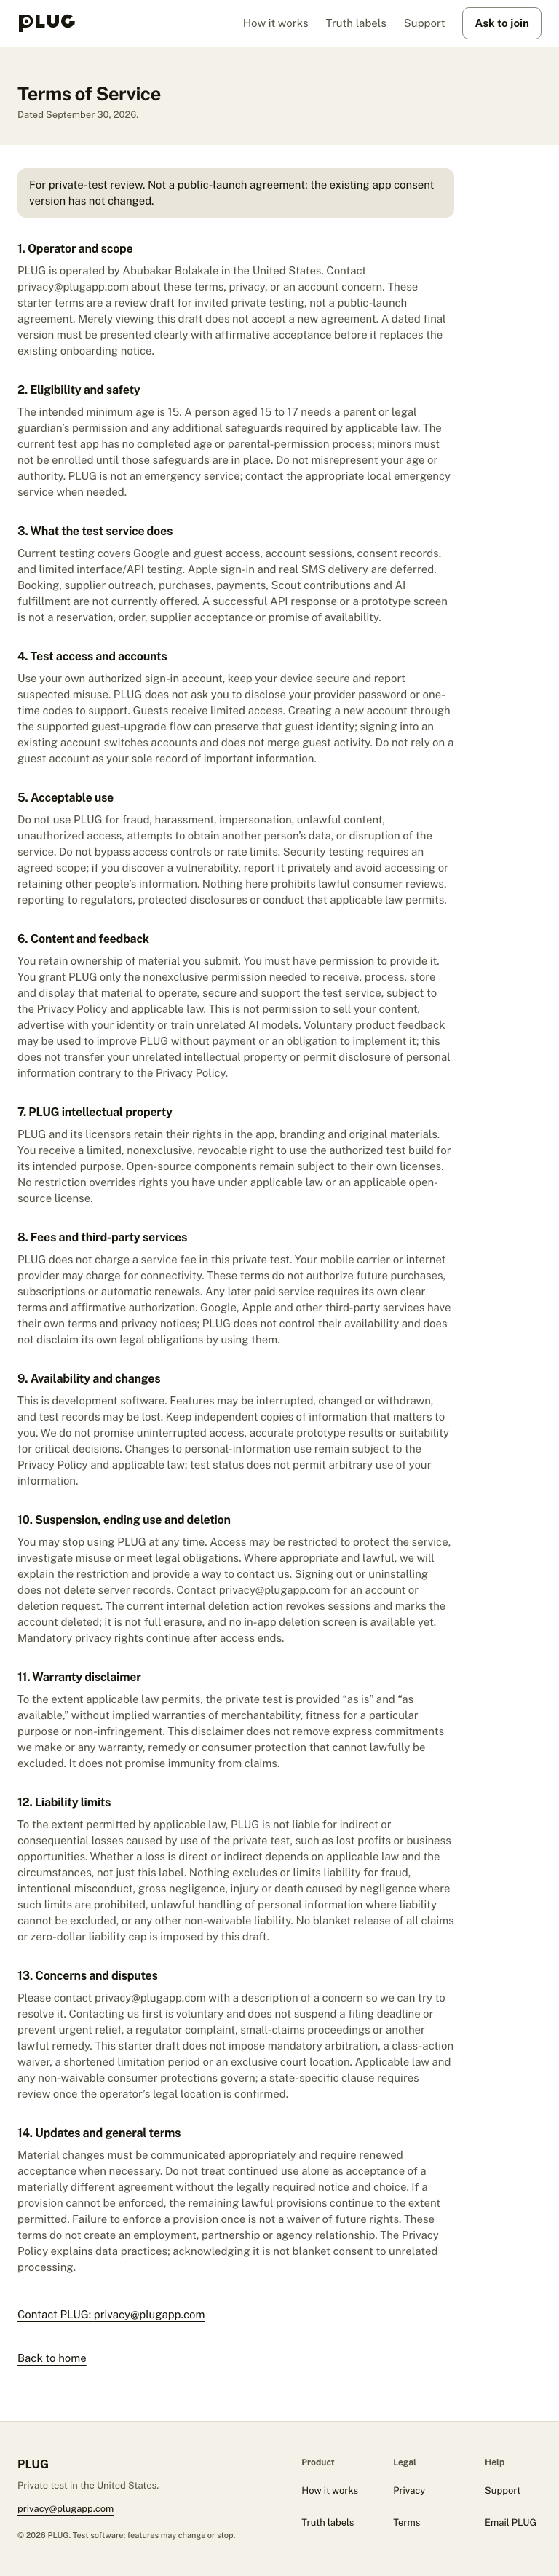 PLUG
How it works
Truth labels
Support
Ask to join
Terms of Service
Dated September 30, 2026.
For private-test review. Not a public-launch agreement; the existing app consent
version has not changed.
1. Operator and scope
PLUG is operated by Abubakar Bolakale in the United States. Contact
privacy@plugapp.com about these terms, privacy, or an account concern. These
starter terms are a review draft for invited private testing, not a public-launch
agreement. Merely viewing this draft does not accept a new agreement. A dated final
version must be presented clearly with affirmative acceptance before it replaces the
existing onboarding notice.
2. Eligibility and safety
The intended minimum age is 15. A person aged 15 to 17 needs a parent or legal
guardian’s permission and any additional safeguards required by applicable law. The
current test app has no completed age or parental-permission process; minors must
not be enrolled until those safeguards are in place. Do not misrepresent your age or
authority. PLUG is not an emergency service; contact the appropriate local emergency
service when needed.
3. What the test service does
Current testing covers Google and guest access, account sessions, consent records,
and limited interface/API testing. Apple sign-in and real SMS delivery are deferred.
Booking, supplier outreach, purchases, payments, Scout contributions and AI
fulfillment are not currently offered. A successful API response or a prototype screen
is not a reservation, order, supplier acceptance or promise of availability.
4. Test access and accounts
Use your own authorized sign-in account, keep your device secure and report
suspected misuse. PLUG does not ask you to disclose your provider password or one-
time codes to support. Guests receive limited access. Creating a new account through
the supported guest-upgrade flow can preserve that guest identity; signing into an
existing account switches accounts and does not merge guest activity. Do not rely on a
guest account as your sole record of important information.
5. Acceptable use
Do not use PLUG for fraud, harassment, impersonation, unlawful content,
unauthorized access, attempts to obtain another person’s data, or disruption of the
service. Do not bypass access controls or rate limits. Security testing requires an
agreed scope; if you discover a vulnerability, report it privately and avoid accessing or
retaining other people’s information. Nothing here prohibits lawful consumer reviews,
reporting to regulators, protected disclosures or conduct that applicable law permits.
6. Content and feedback
You retain ownership of material you submit. You must have permission to provide it.
You grant PLUG only the nonexclusive permission needed to receive, process, store
and display that material to operate, secure and support the test service, subject to
the Privacy Policy and applicable law. This is not permission to sell your content,
advertise with your identity or train unrelated AI models. Voluntary product feedback
may be used to improve PLUG without payment or an obligation to implement it; this
does not transfer your unrelated intellectual property or permit disclosure of personal
information contrary to the Privacy Policy.
7. PLUG intellectual property
PLUG and its licensors retain their rights in the app, branding and original materials.
You receive a limited, nonexclusive, revocable right to use the authorized test build for
its intended purpose. Open-source components remain subject to their own licenses.
No restriction overrides rights you have under applicable law or an applicable open-
source license.
8. Fees and third-party services
PLUG does not charge a service fee in this private test. Your mobile carrier or internet
provider may charge for connectivity. These terms do not authorize future purchases,
subscriptions or automatic renewals. Any later paid service requires its own clear
terms and affirmative authorization. Google, Apple and other third-party services have
their own terms and privacy notices; PLUG does not control their availability and does
not disclaim its own legal obligations by using them.
9. Availability and changes
This is development software. Features may be interrupted, changed or withdrawn,
and test records may be lost. Keep independent copies of information that matters to
you. We do not promise uninterrupted access, accurate prototype results or suitability
for critical decisions. Changes to personal-information use remain subject to the
Privacy Policy and applicable law; test status does not permit arbitrary use of your
information.
10. Suspension, ending use and deletion
You may stop using PLUG at any time. Access may be restricted to protect the service,
investigate misuse or meet legal obligations. Where appropriate and lawful, we will
explain the restriction and provide a way to contact us. Signing out or uninstalling
does not delete server records. Contact privacy@plugapp.com for an account or
deletion request. The current internal deletion action revokes sessions and marks the
account deleted; it is not full erasure, and no in-app deletion screen is available yet.
Mandatory privacy rights continue after access ends.
11. Warranty disclaimer
To the extent applicable law permits, the private test is provided “as is” and “as
available,” without implied warranties of merchantability, fitness for a particular
purpose or non-infringement. This disclaimer does not remove express commitments
we make or any warranty, remedy or consumer protection that cannot lawfully be
excluded. It does not promise immunity from claims.
12. Liability limits
To the extent permitted by applicable law, PLUG is not liable for indirect or
consequential losses caused by use of the private test, such as lost profits or business
opportunities. Whether a loss is direct or indirect depends on applicable law and the
circumstances, not just this label. Nothing excludes or limits liability for fraud,
intentional misconduct, gross negligence, injury or death caused by negligence where
such limits are prohibited, unlawful handling of personal information where liability
cannot be excluded, or any other non-waivable liability. No blanket release of all claims
or zero-dollar liability cap is imposed by this draft.
13. Concerns and disputes
Please contact privacy@plugapp.com with a description of a concern so we can try to
resolve it. Contacting us first is voluntary and does not suspend a filing deadline or
prevent urgent relief, a regulator complaint, small-claims proceedings or another
lawful remedy. This starter draft does not impose mandatory arbitration, a class-action
waiver, a shortened limitation period or an exclusive court location. Applicable law and
any non-waivable consumer protections govern; a state-specific clause requires
review once the operator’s legal location is confirmed.
14. Updates and general terms
Material changes must be communicated appropriately and require renewed
acceptance when necessary. Do not treat continued use alone as acceptance of a
materially different agreement without the legally required notice and choice. If a
provision cannot be enforced, the remaining lawful provisions continue to the extent
permitted. Failure to enforce a provision once is not a waiver of future rights. These
terms do not create an employment, partnership or agency relationship. The Privacy
Policy explains data practices; acknowledging it is not blanket consent to unrelated
processing.
Contact PLUG: privacy@plugapp.com
Back to home
PLUG
Private test in the United States.
privacy@plugapp.com
© 2026 PLUG. Test software; features may change or stop.
Product
How it works
Truth labels
Legal
Privacy
Terms
Help
Support
Email PLUG